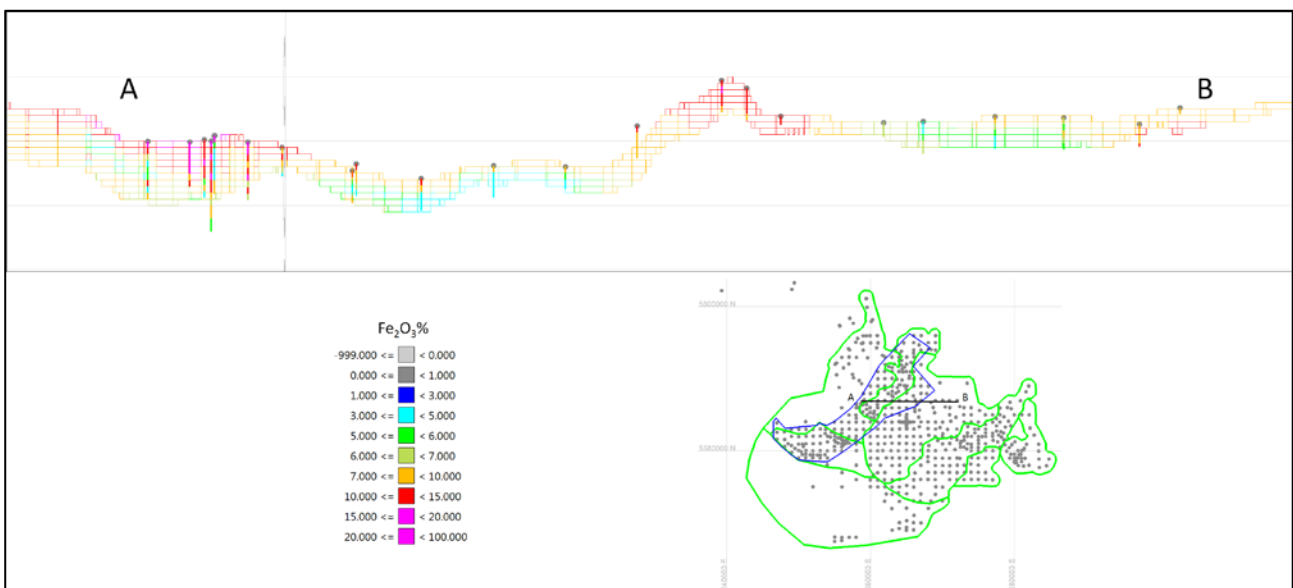 A B
Fe₂O₃%
-999.000 <= < 0.000
0.000 <= < 1.000
1.000 <= < 3.000
3.000 <= < 5.000
5.000 <= < 6.000
6.000 <= < 7.000
7.000 <= < 10.000
10.000 <= < 15.000
15.000 <= < 20.000
20.000 <= < 100.000
A B